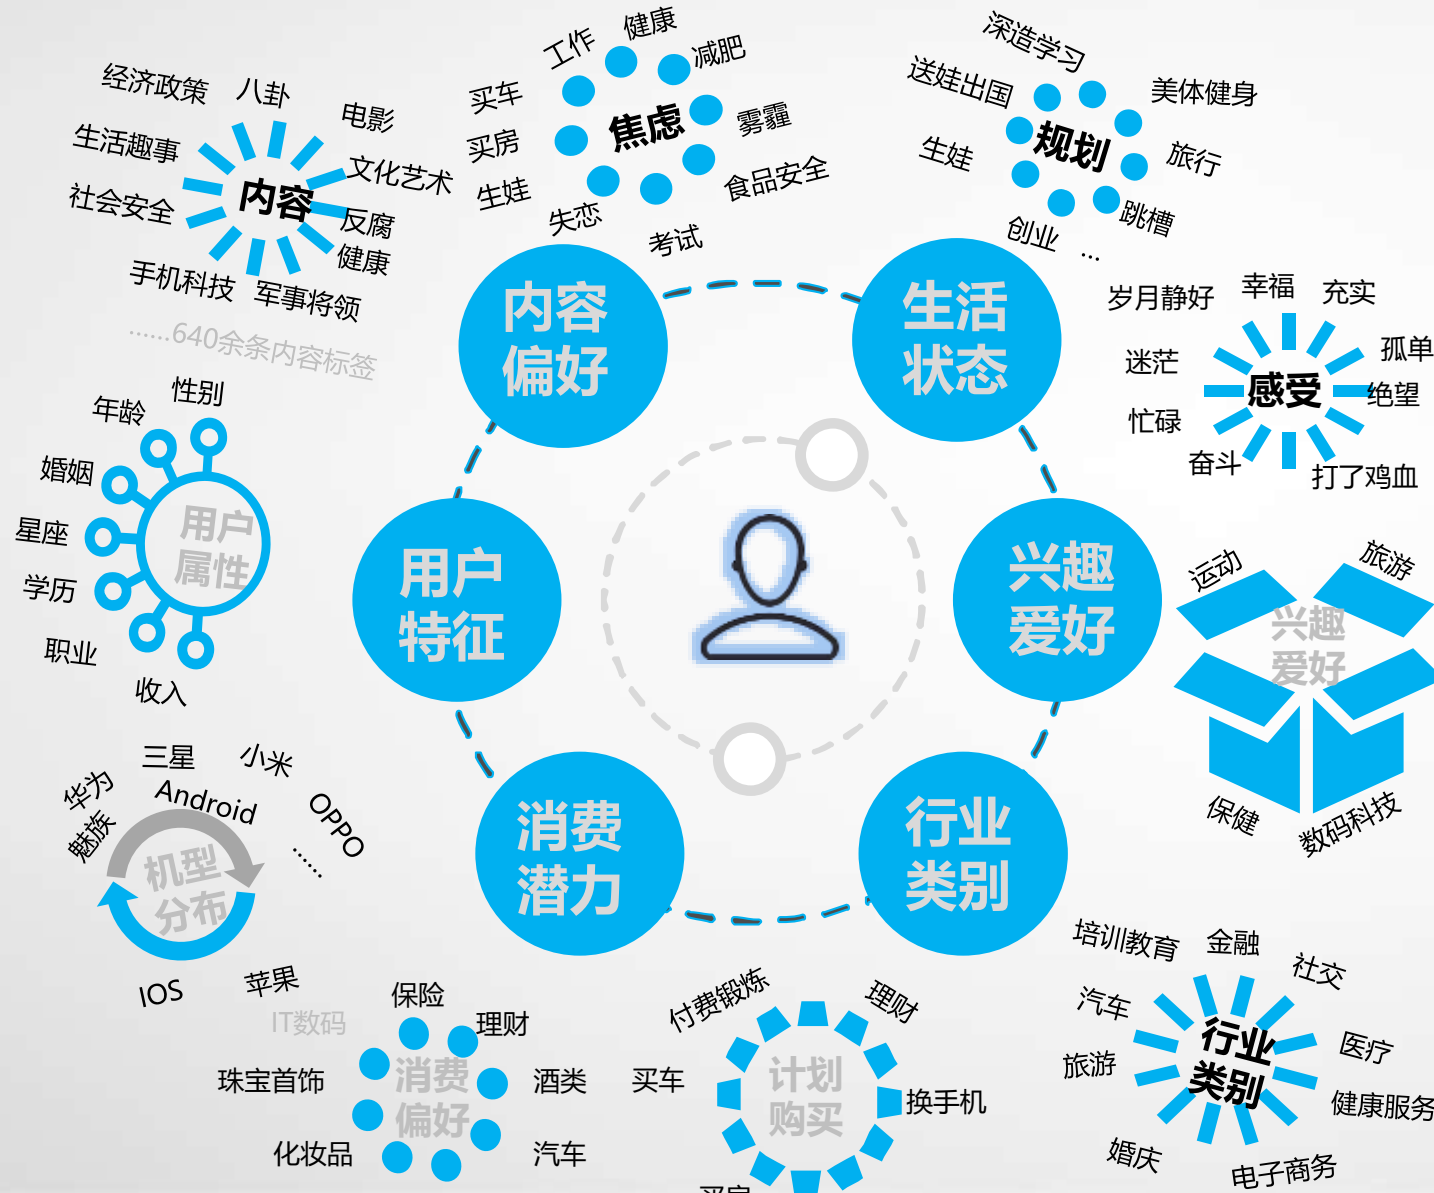 经济政策
八卦
电影
生活趣事
文化艺术
社会安全
内容
反腐
健康
手机科技
军事将领
......640余条内容标签
工作
健康
减肥
买车
买房
焦虑
雾霾
生娃
食品安全
失恋
考试
深造学习
送娃出国
美体健身
生娃
规划
旅行
跳槽
创业
...
岁月静好
幸福
充实
迷茫
孤单
感受
绝望
忙碌
奋斗
打了鸡血
内容
偏好
生活
状态
用户
特征
兴趣
爱好
消费
潜力
行业
类别
性别
年龄
婚姻
星座
用户
属性
学历
职业
收入
运动
旅游
兴趣
爱好
保健
数码科技
三星
小米
华为
Android
OPPO
魅族
......
机型
分布
IOS
苹果
IT数码
保险
理财
珠宝首饰
消费
偏好
酒类
化妆品
汽车
付费锻炼
理财
买车
计划
购买
换手机
培训教育
金融
社交
汽车
行业
类别
医疗
旅游
健康服务
婚庆
电子商务